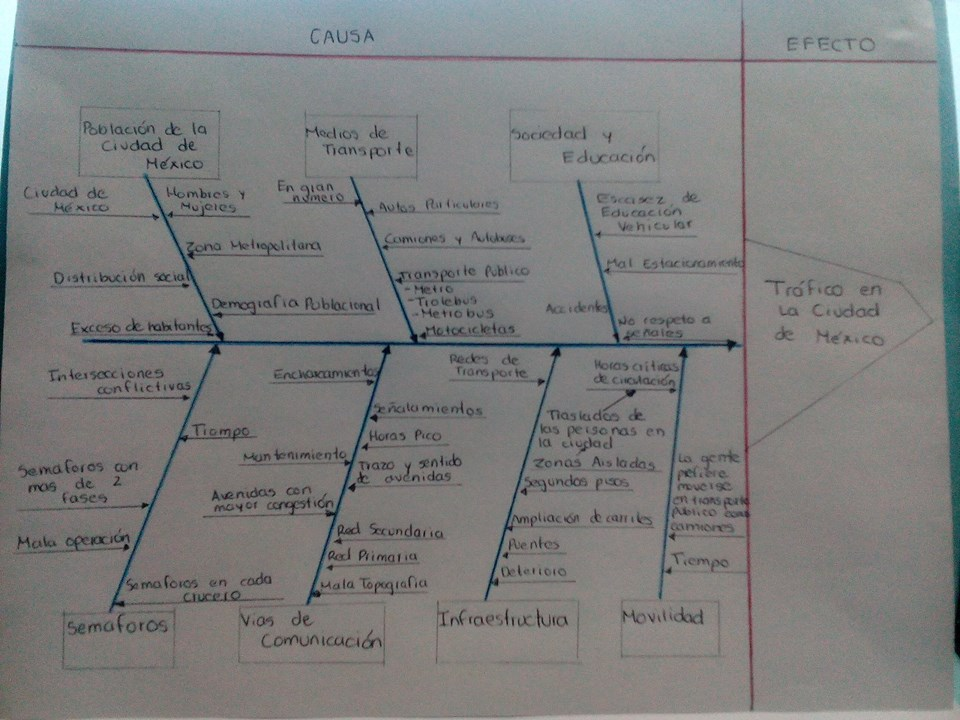 CAUSA
EFECTO
Población de la
Ciudad de
México
Medios de
Transporte
Sociedad y
Educación
Ciudad de
México
Hombres y
Mujeres
Zona Metropolitana
Distribución social
Demografia Poblacional
Exceso de habitantes
En gran
número
Autos Particulares
Camiones y Autobuses
Transporte Público
-Metro
-Trolebus
-Metrobus
Motocicletas
Escasez de
Educación
Vehicular
Mal Estacionamiento
Accidentes
No respeto a
señales
Tráfico en
La Ciudad
de México
Intersecciones
conflictivas
Tiempo
Semaforos con
mas de 2
fases
Mala operación
Semaforos en cada
crucero
Semaforos
Encharcamientos
Señalamientos
Horas Pico
Mantenimiento
Trazo y sentido
de avenidas
Avenidas con
mayor congestión
Red Secundaria
Red Primaria
Mala Topografia
Vias de
Comunicación
Redes de
Transporte
Traslados de
las personas en
la ciudad
Zonas Aisladas
Segundos pisos
Ampliación de carriles
Puentes
Deterioro
Infraestructura
Horas críticas
de circulación
La gente
pefiere
moverse
en transporte
Público como
camiones
Tiempo
Movilidad